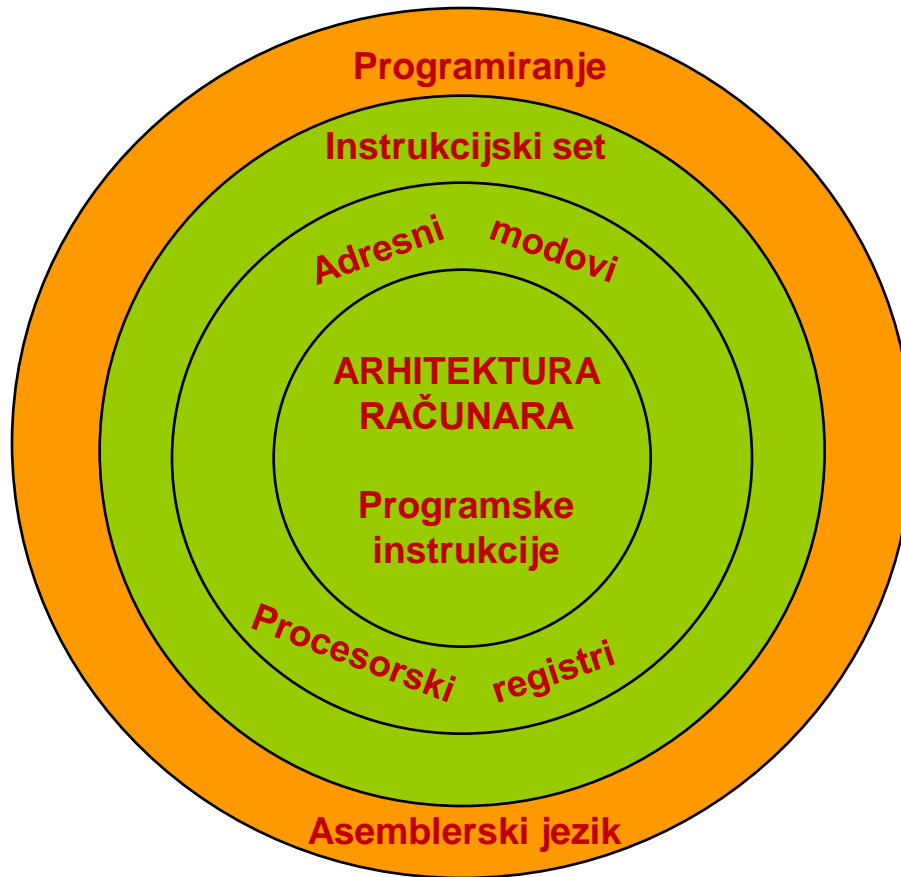 Programiranje
Instrukcijski set
Adresni modovi
ARHITEKTURA
RAČUNARA
Programske
instrukcije
Procesorski registri
Asemblerski jezik